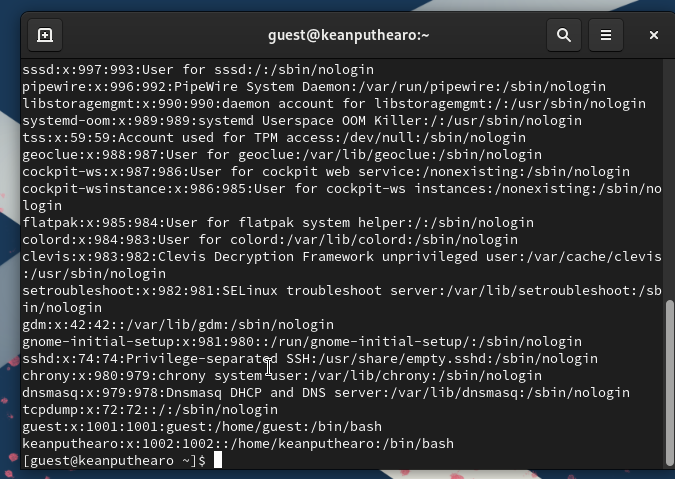 guest@keanputhearo:~
sssd:x:997:993:User for sssd:/:/sbin/nologin
pipewire:x:996:992:PipeWire System Daemon:/var/run/pipewire:/sbin/nologin
libstoragemgmt:x:990:990:daemon account for libstoragemgmt:/:/usr/sbin/nologin
systemd-oom:x:989:989:systemd Userspace OOM Killer:/:/usr/sbin/nologin
tss:x:59:59:Account used for TPM access:/dev/null:/sbin/nologin
geoclue:x:988:987:User for geoclue:/var/lib/geoclue:/sbin/nologin
cockpit-ws:x:987:986:User for cockpit web service:/nonexisting:/sbin/nologin
cockpit-wsinstance:x:986:985:User for cockpit-ws instances:/nonexisting:/sbin/no
login
flatpak:x:985:984:User for flatpak system helper:/:/sbin/nologin
colord:x:984:983:User for colord:/var/lib/colord:/sbin/nologin
clevis:x:983:982:Clevis Decryption Framework unprivileged user:/var/cache/clevis
:/usr/sbin/nologin
setroubleshoot:x:982:981:SELinux troubleshoot server:/var/lib/setroubleshoot:/sb
in/nologin
gdm:x:42:42::/var/lib/gdm:/sbin/nologin
gnome-initial-setup:x:981:980::/run/gnome-initial-setup/:/sbin/nologin
sshd:x:74:74:Privilege-separated SSH:/usr/share/empty.sshd:/sbin/nologin
chrony:x:980:979:chrony system user:/var/lib/chrony:/sbin/nologin
dnsmasq:x:979:978:Dnsmasq DHCP and DNS server:/var/lib/dnsmasq:/sbin/nologin
tcpdump:x:72:72::/:/sbin/nologin
guest:x:1001:1001:guest:/home/guest:/bin/bash
keanputhearo:x:1002:1002::/home/keanputhearo:/bin/bash
[guest@keanputhearo ~]$